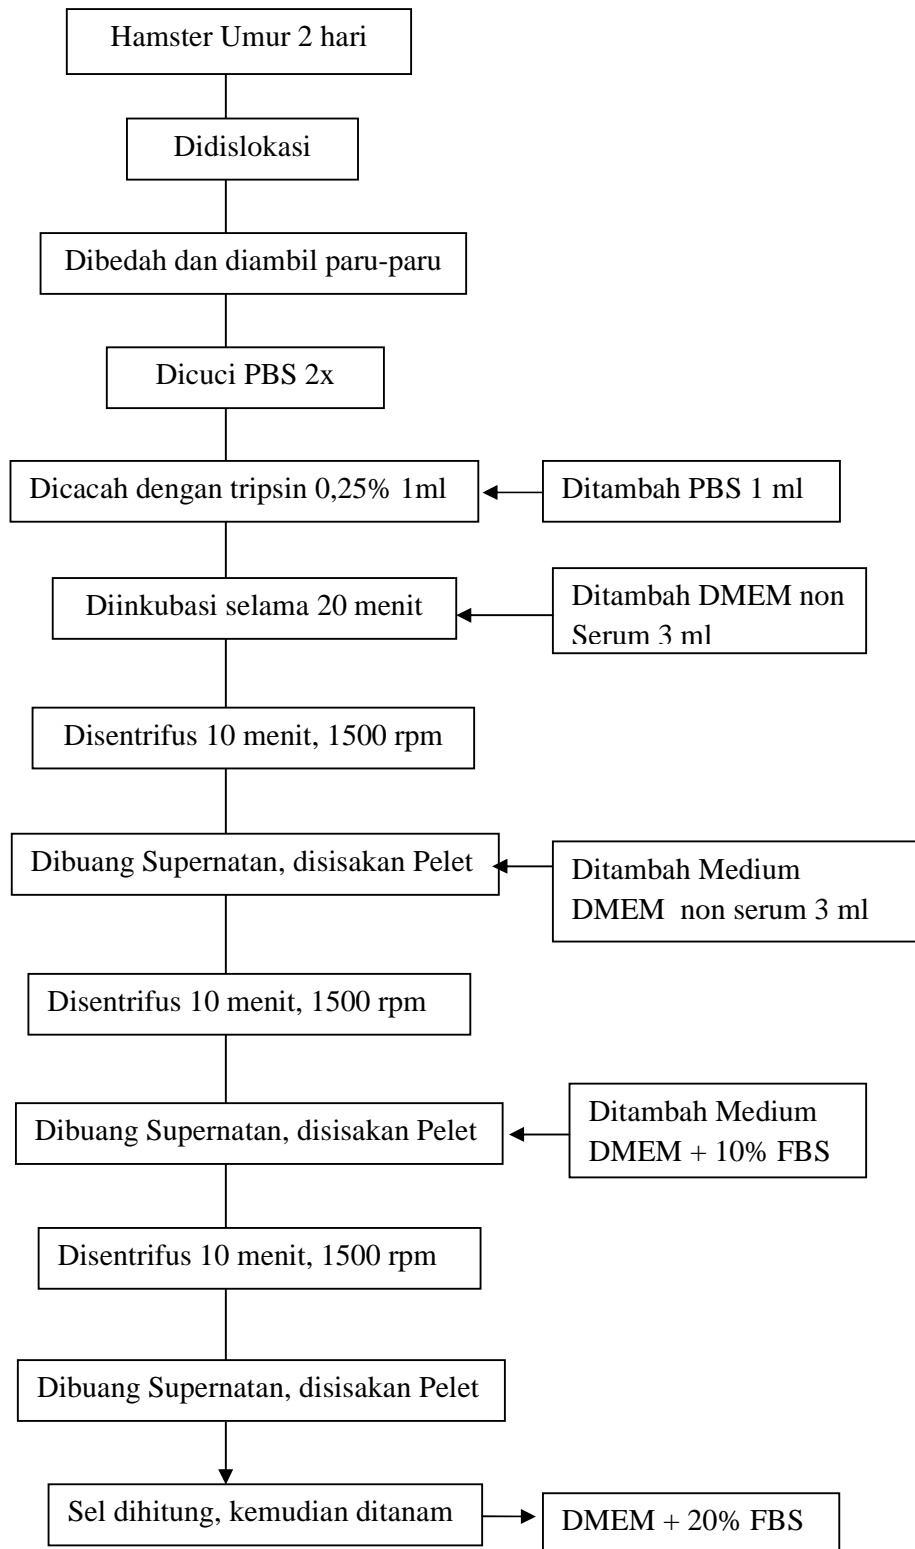 Hamster Umur 2 hari
Didislokasi
Dibedah dan diambil paru-paru
Dicuci PBS 2x
Dicacah dengan tripsin 0,25% 1ml
Ditambah PBS 1 ml
Diinkubasi selama 20 menit
Ditambah DMEM non
Serum 3 ml
Disentrifus 10 menit, 1500 rpm
Dibuang Supernatan, disisakan Pelet
Ditambah Medium
DMEM  non serum 3 ml
Disentrifus 10 menit, 1500 rpm
Dibuang Supernatan, disisakan Pelet
Ditambah Medium
DMEM + 10% FBS
Disentrifus 10 menit, 1500 rpm
Dibuang Supernatan, disisakan Pelet
Sel dihitung, kemudian ditanam
DMEM + 20% FBS